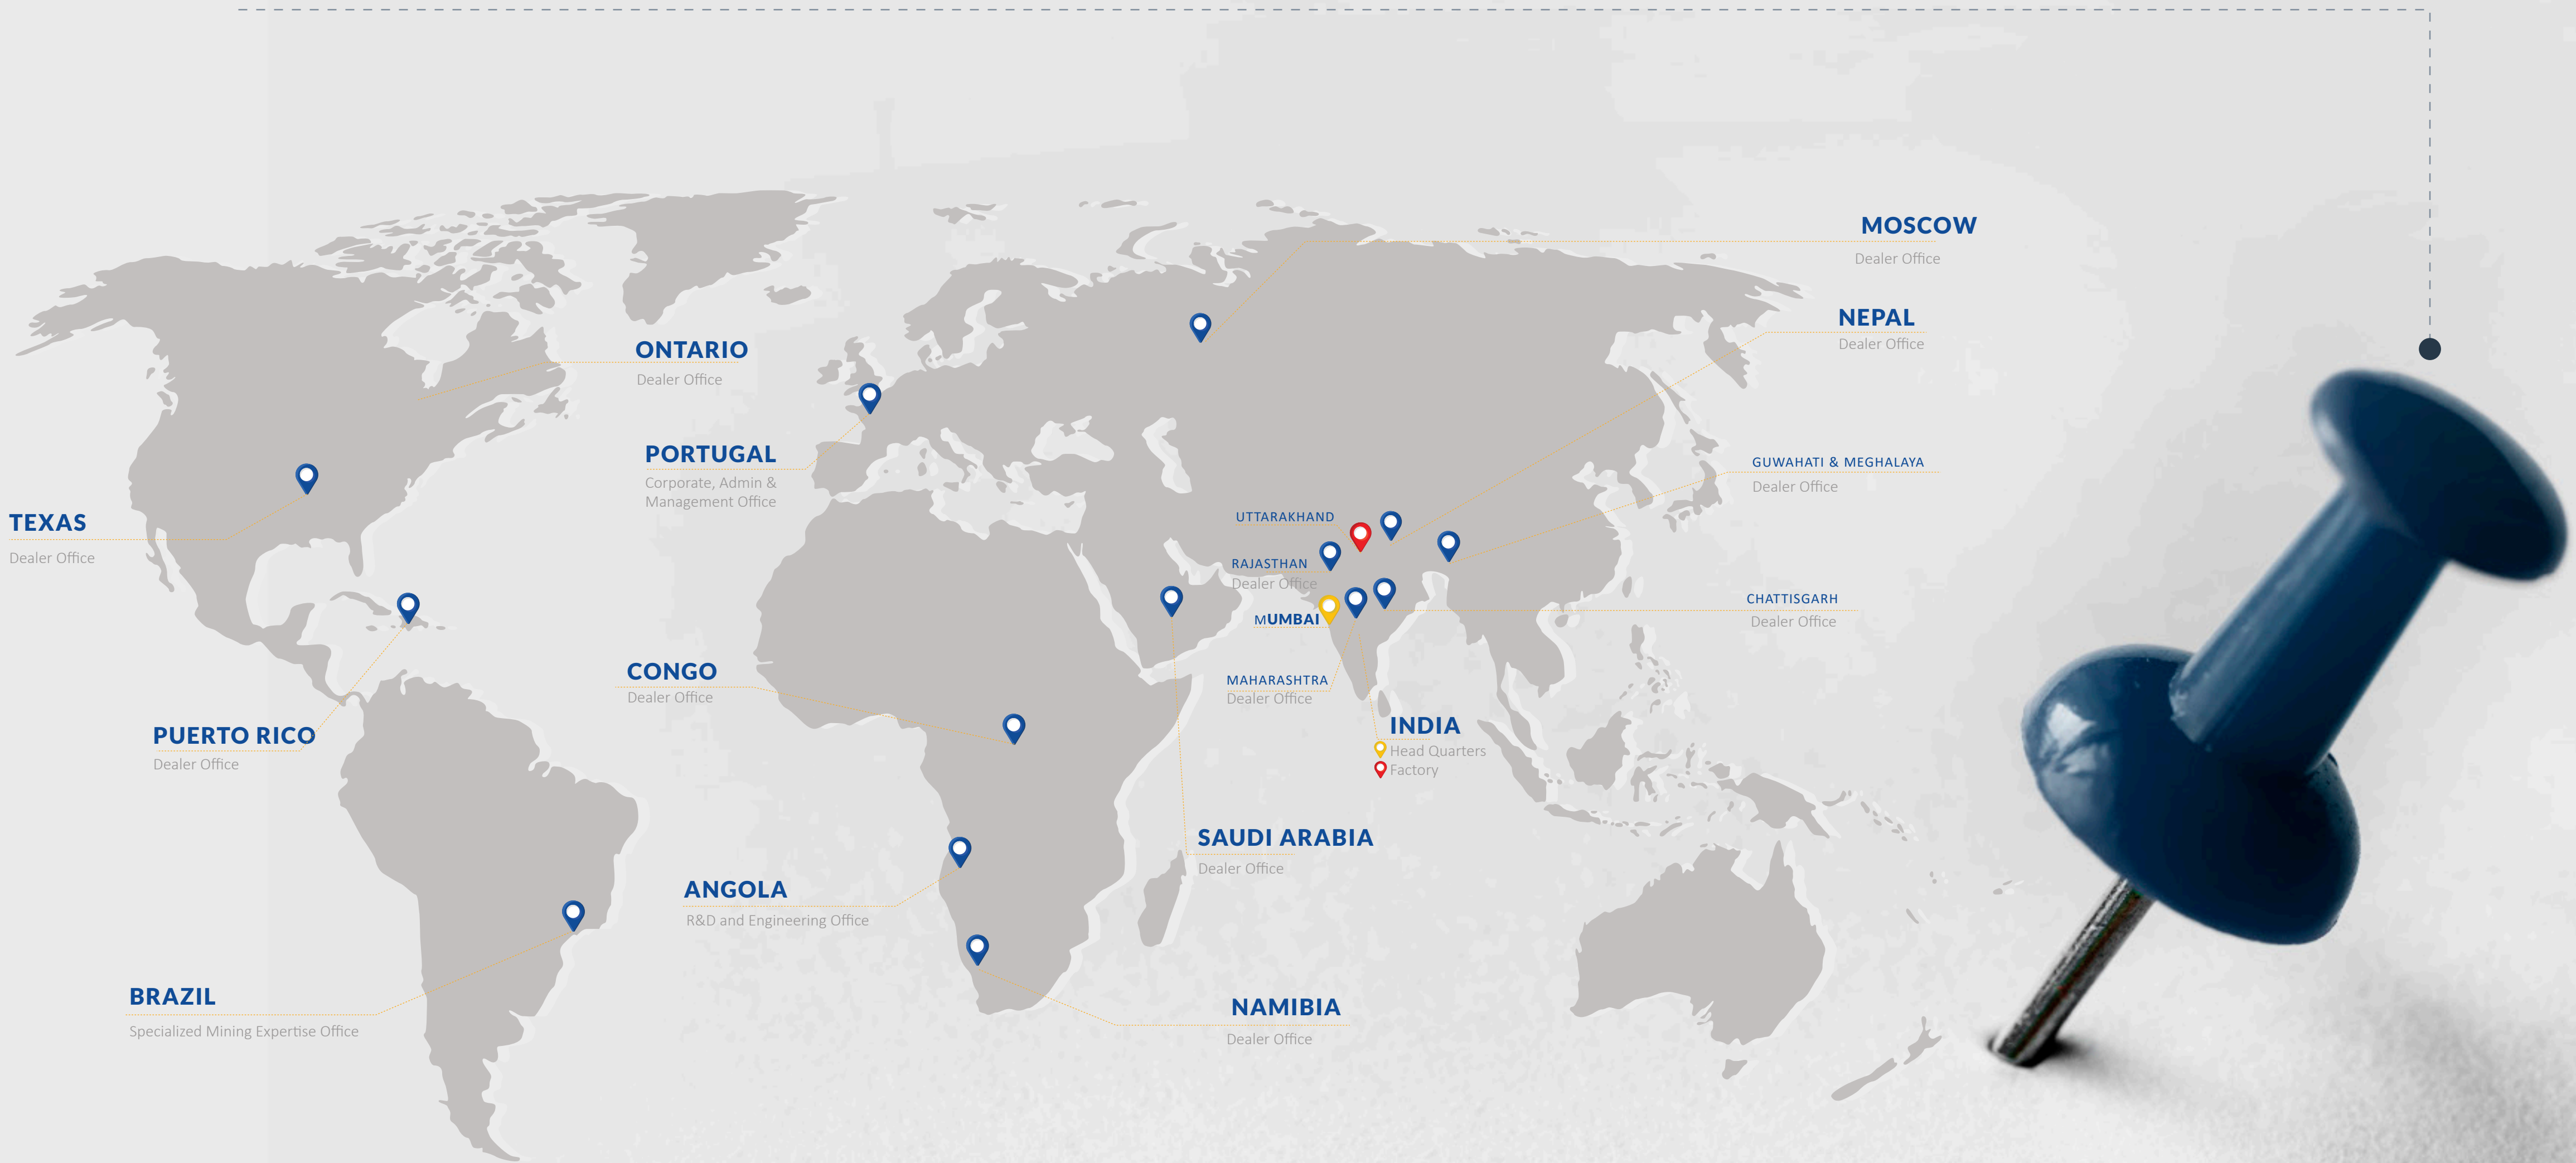 MOSCOW
Dealer Office
NEPAL
Dealer Office
ONTARIO
Dealer Office
PORTUGAL
Corporate, Admin &
Management Office
GUWAHATI & MEGHALAYA
Dealer Office
TEXAS
Dealer Office
UTTARAKHAND
RAJASTHAN
Dealer Office
MUMBAI
CHATTISGARH
Dealer Office
CONGO
Dealer Office
MAHARASHTRA
Dealer Office
PUERTO RICO
Dealer Office
INDIA
Head Quarters
Factory
SAUDI ARABIA
Dealer Office
ANGOLA
R&D and Engineering Office
BRAZIL
Specialized Mining Expertise Office
NAMIBIA
Dealer Office